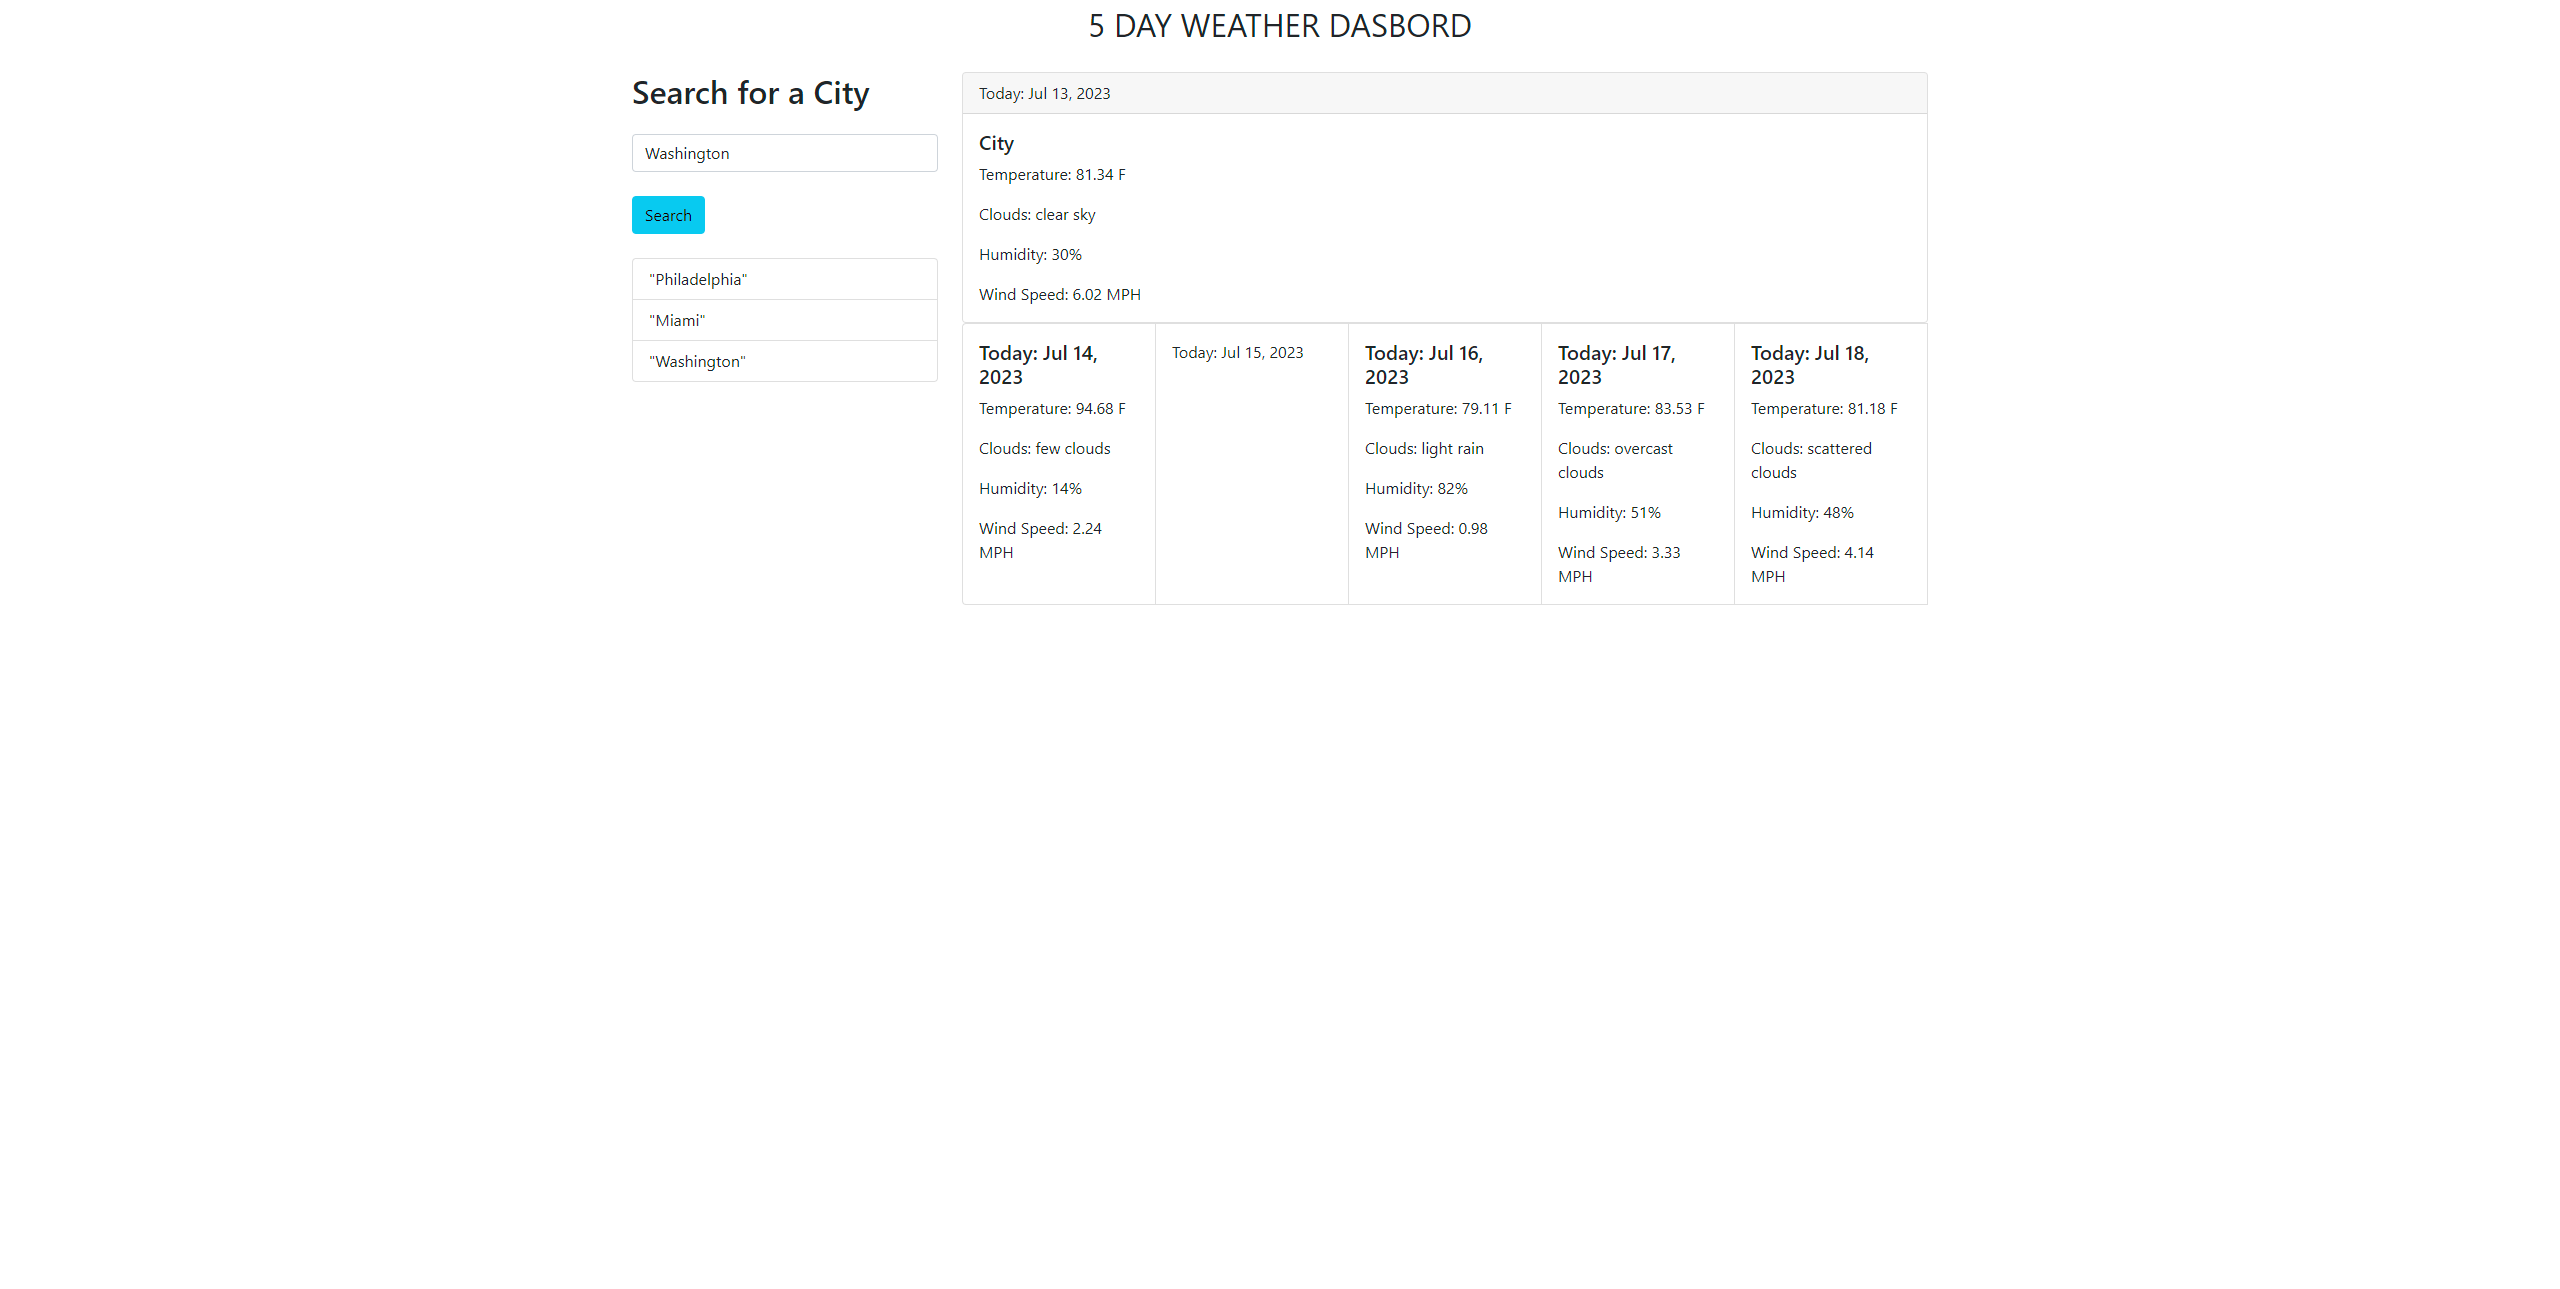 5 DAY WEATHER DASBORD
Search for a City
Washington
Search
"Philadelphia"
"Miami"
"Washington"
Today: Jul 13, 2023
City
Temperature: 81.34 F
Clouds: clear sky
Humidity: 30%
Wind Speed: 6.02 MPH
Today: Jul 14,
2023
Temperature: 94.68 F
Clouds: few clouds
Humidity: 14%
Wind Speed: 2.24
MPH
Today: Jul 15, 2023
Today: Jul 16,
2023
Temperature: 79.11 F
Clouds: light rain
Humidity: 82%
Wind Speed: 0.98
MPH
Today: Jul 17,
2023
Temperature: 83.53 F
Clouds: overcast
clouds
Humidity: 51%
Wind Speed: 3.33
MPH
Today: Jul 18,
2023
Temperature: 81.18 F
Clouds: scattered
clouds
Humidity: 48%
Wind Speed: 4.14
MPH